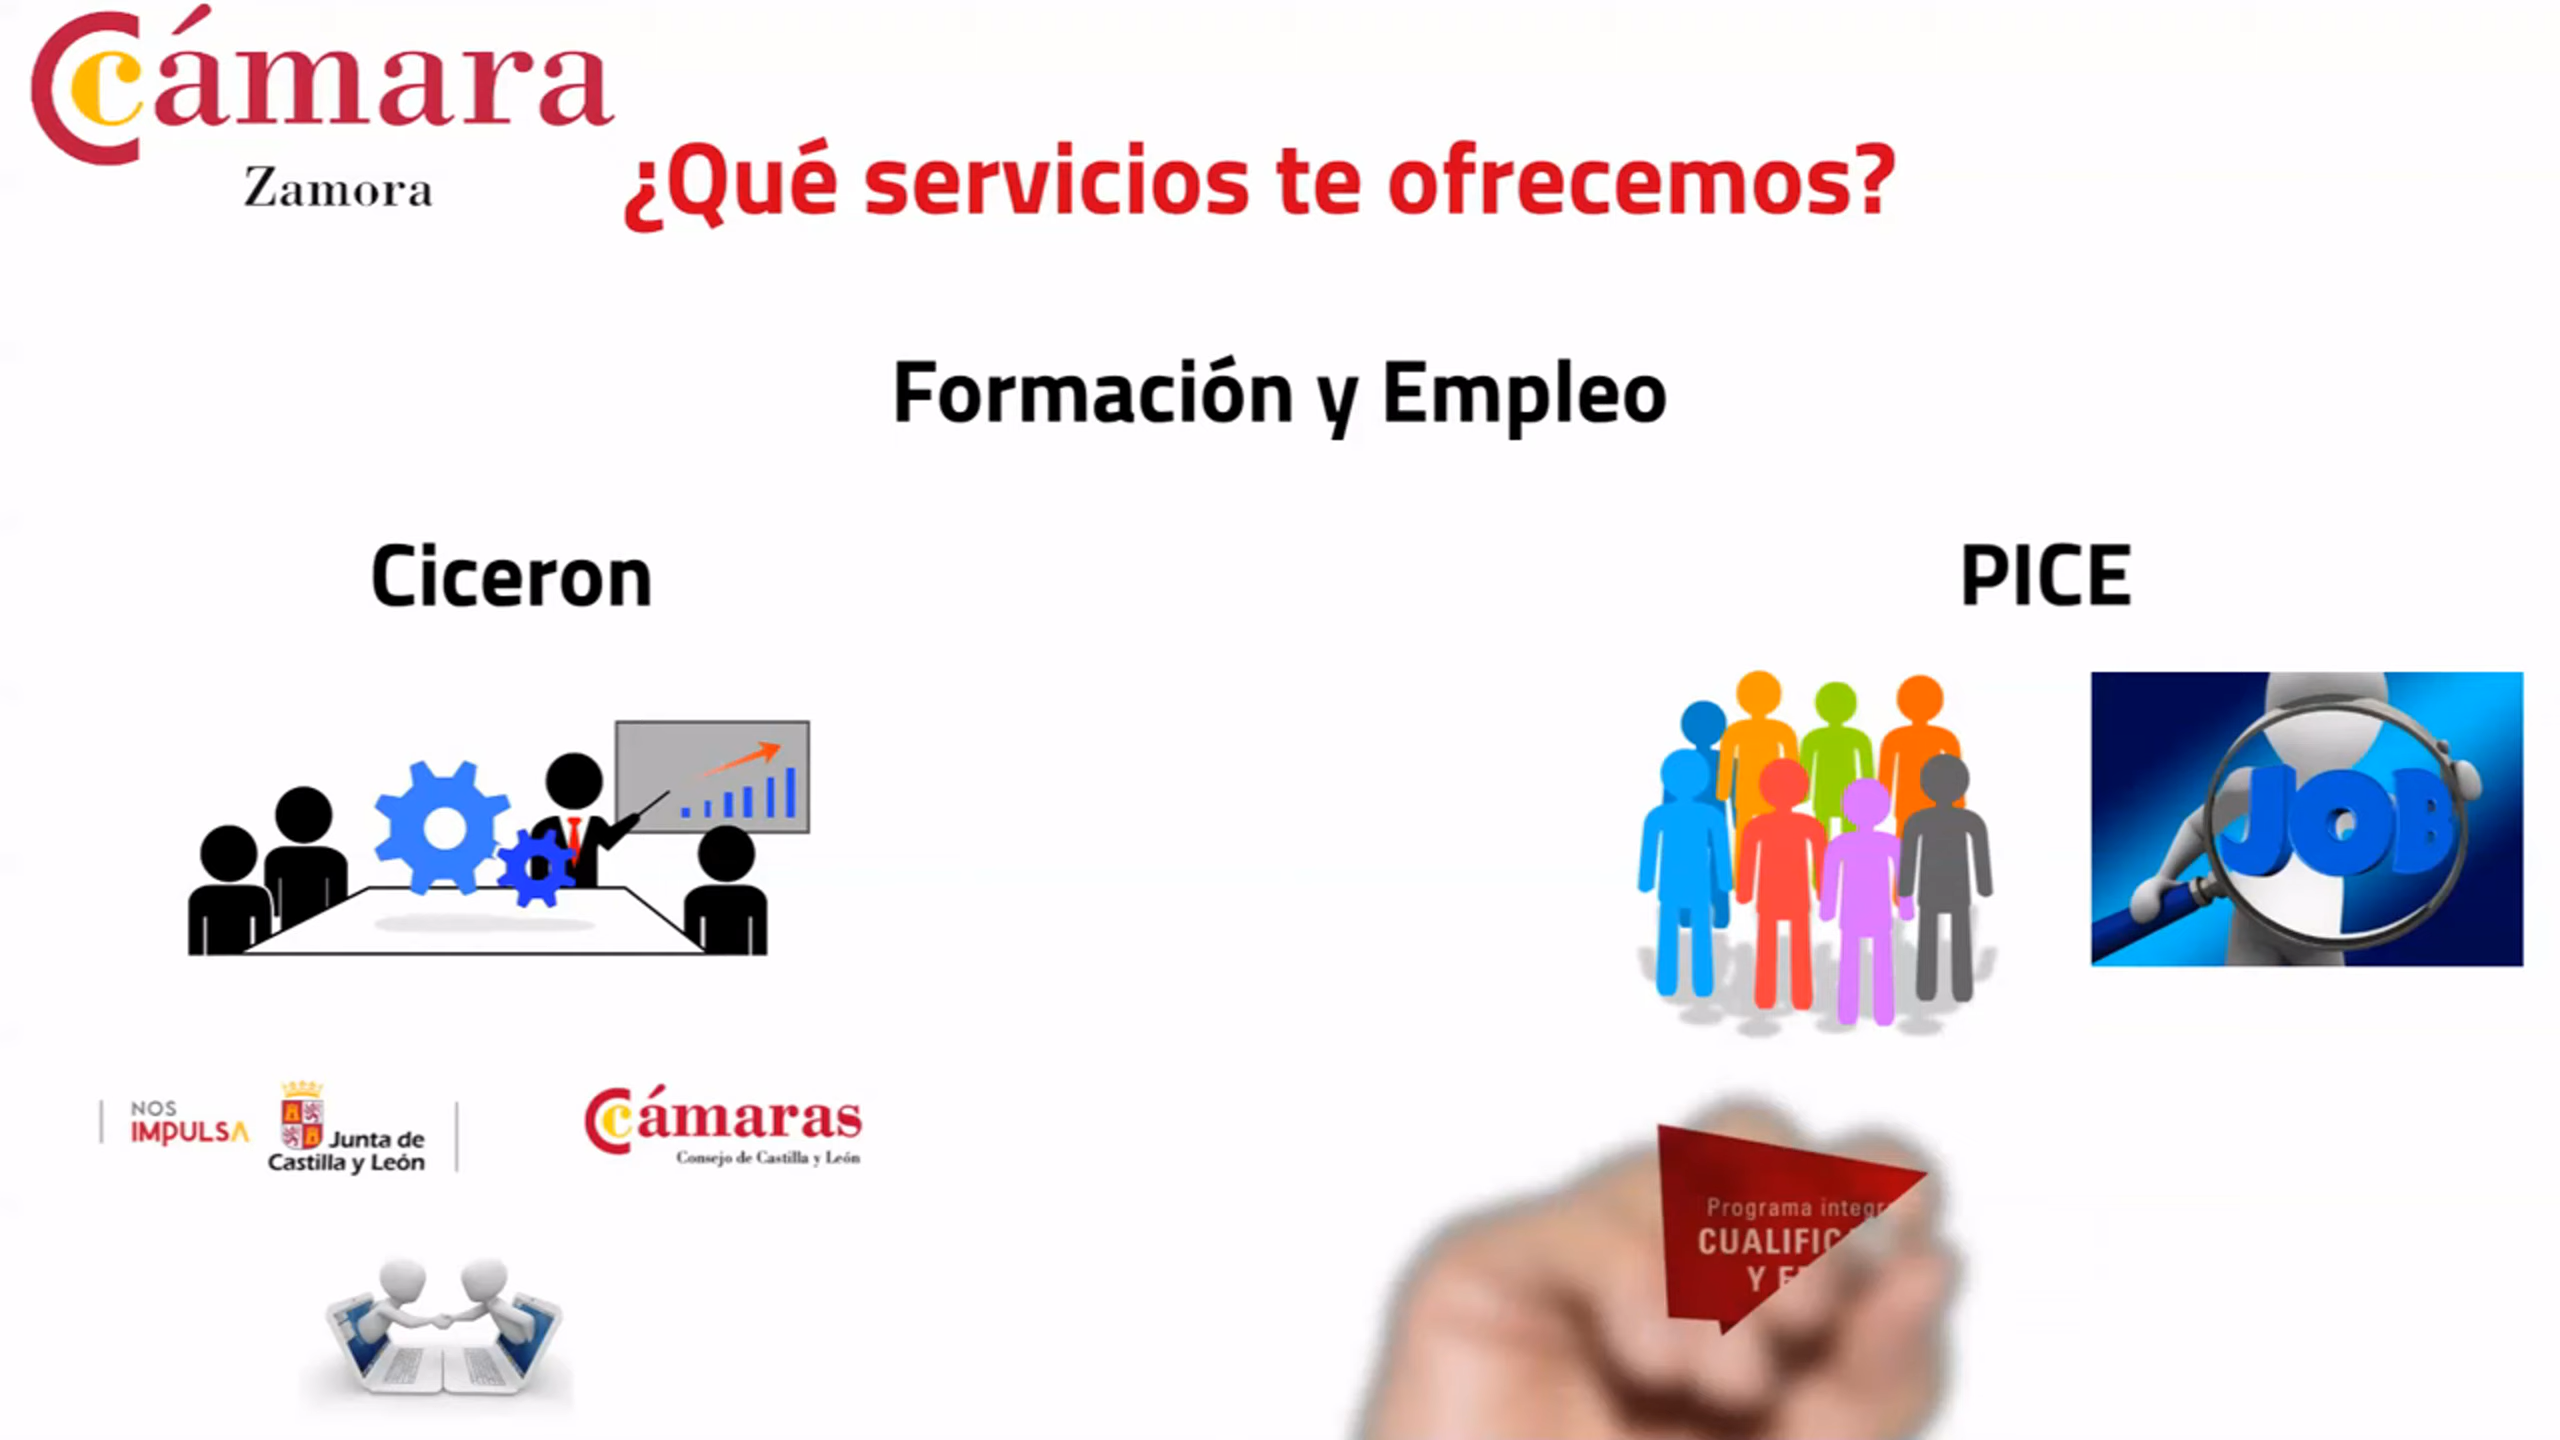 Cámara
Zamora
¿Qué servicios te ofrecemos?
Formación y Empleo
Ciceron
PICE
JOB
NOS
IMPULSA
Junta de
Castilla y León
Cámaras
Consejo de Castilla y León
Programa
Y